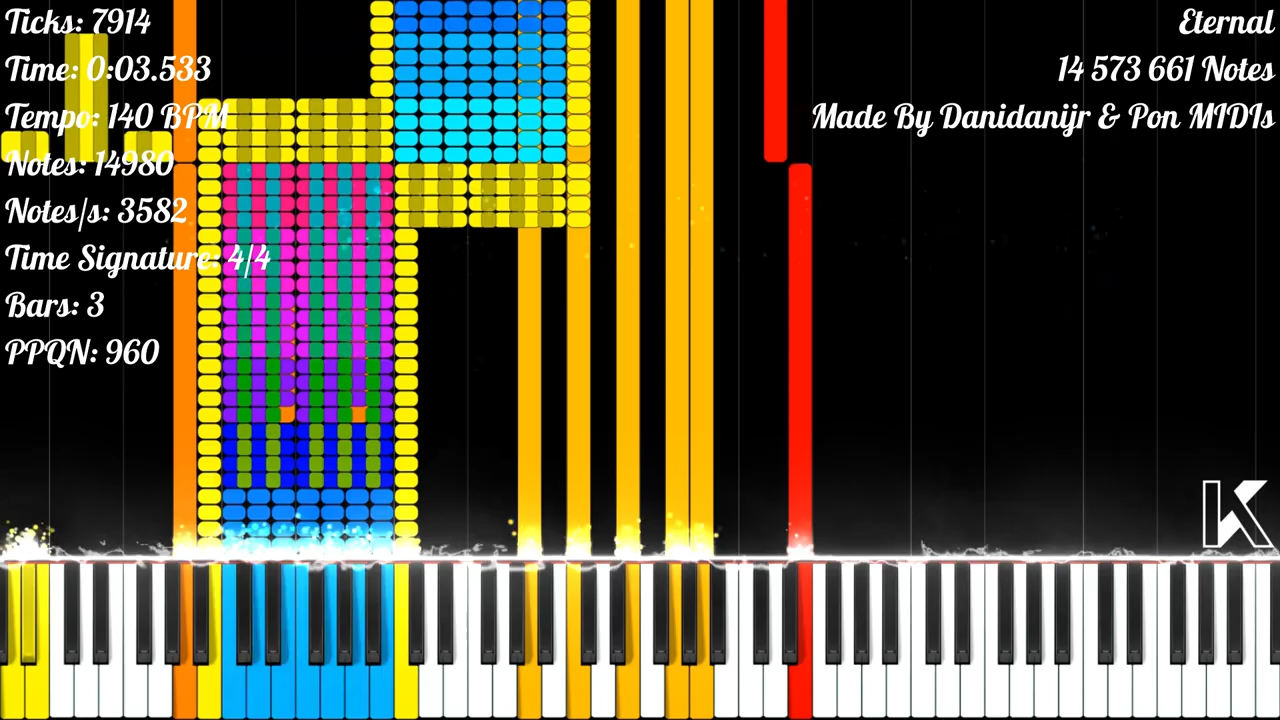 Ticks: 7914
Time: 0:03.533
Tempo: 140 BPM
Notes: 14980
Notes/s: 3582
Time Signature: 4/4
Bars: 3
PPQN: 960
Eternal
14 573 661 Notes
Made By Danidanijr & Pon MIDIs
K